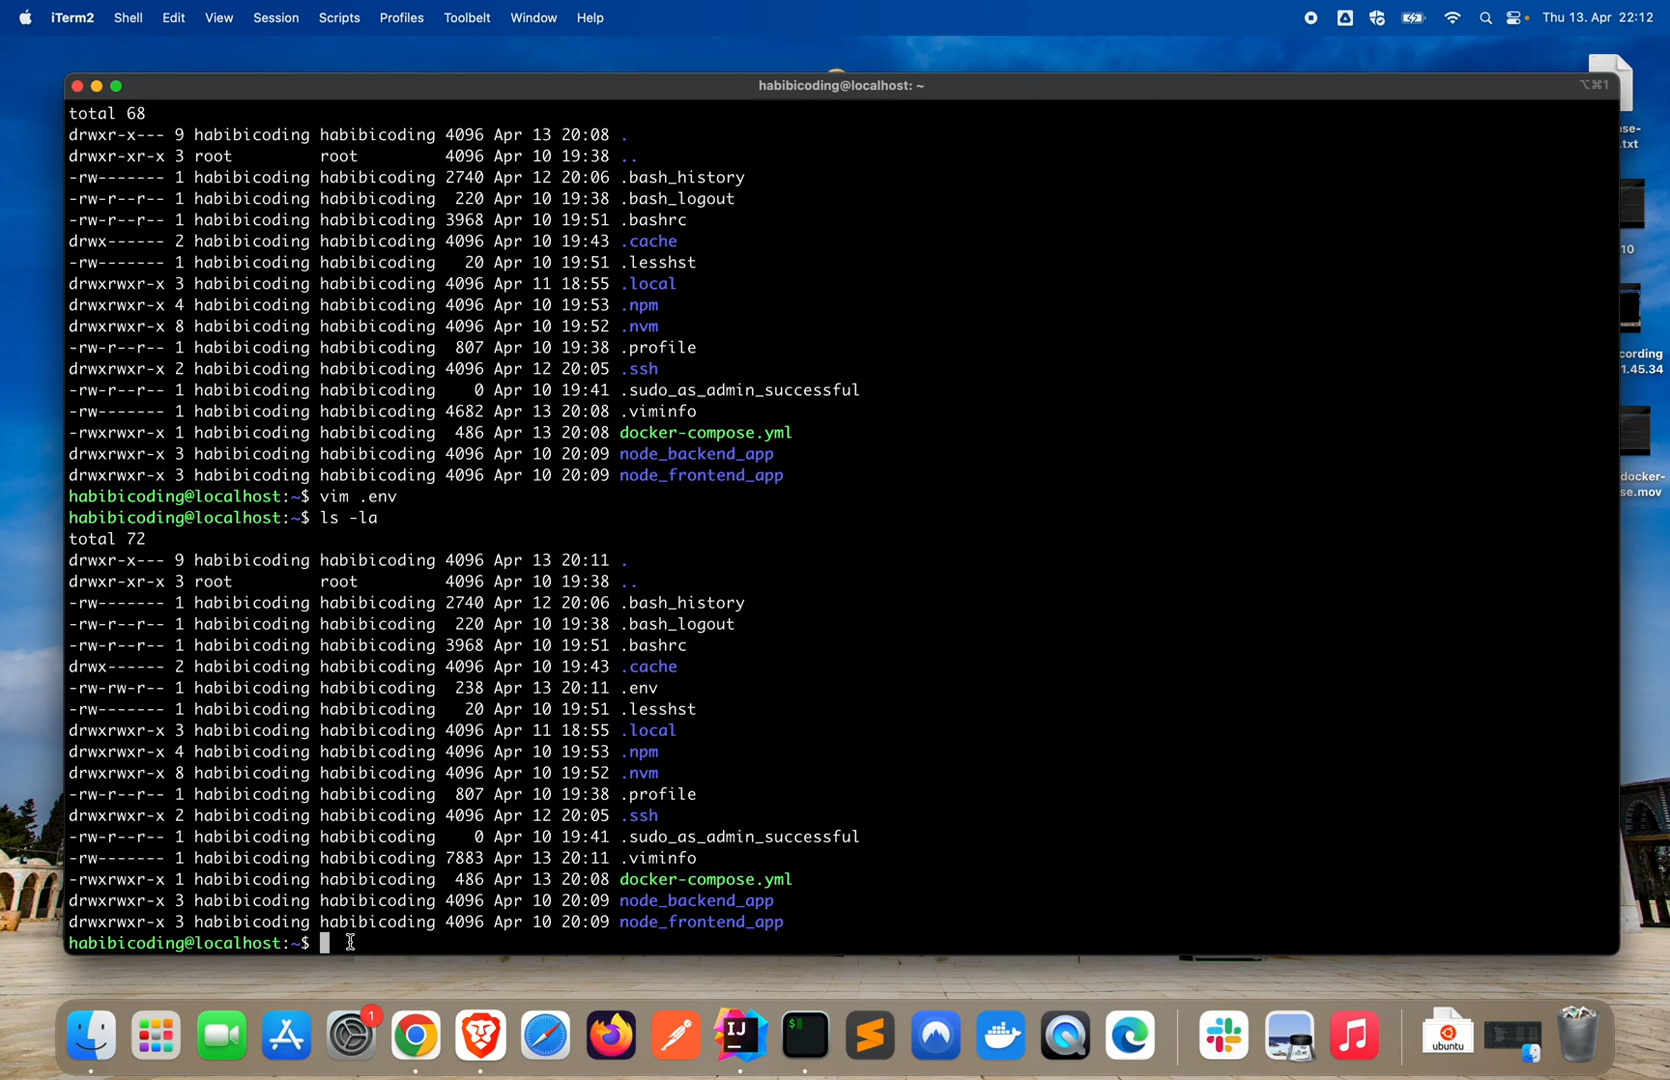 iTerm2 Shell Edit View Session Scripts Profiles Toolbelt Window Help Thu 13. Apr 22:12
habibicoding@localhost: ~ ⌥⌘1
total 68
drwxr-x--- 9 habibicoding habibicoding 4096 Apr 13 20:08 .
drwxr-xr-x 3 root root 4096 Apr 10 19:38 ..
-rw------- 1 habibicoding habibicoding 2740 Apr 12 20:06 .bash_history
-rw-r--r-- 1 habibicoding habibicoding 220 Apr 10 19:38 .bash_logout
-rw-r--r-- 1 habibicoding habibicoding 3968 Apr 10 19:51 .bashrc
drwx------ 2 habibicoding habibicoding 4096 Apr 10 19:43 .cache
-rw------- 1 habibicoding habibicoding 20 Apr 10 19:51 .lesshst
drwxrwxr-x 3 habibicoding habibicoding 4096 Apr 11 18:55 .local
drwxrwxr-x 4 habibicoding habibicoding 4096 Apr 10 19:53 .npm
drwxrwxr-x 8 habibicoding habibicoding 4096 Apr 10 19:52 .nvm
-rw-r--r-- 1 habibicoding habibicoding 807 Apr 10 19:38 .profile
drwxrwxr-x 2 habibicoding habibicoding 4096 Apr 12 20:05 .ssh
-rw-r--r-- 1 habibicoding habibicoding 0 Apr 10 19:41 .sudo_as_admin_successful
-rw------- 1 habibicoding habibicoding 4682 Apr 13 20:08 .viminfo
-rwxrwxr-x 1 habibicoding habibicoding 486 Apr 13 20:08 docker-compose.yml
drwxrwxr-x 3 habibicoding habibicoding 4096 Apr 10 20:09 node_backend_app
drwxrwxr-x 3 habibicoding habibicoding 4096 Apr 10 20:09 node_frontend_app
habibicoding@localhost:~$ vim .env
habibicoding@localhost:~$ ls -la
total 72
drwxr-x--- 9 habibicoding habibicoding 4096 Apr 13 20:11 .
drwxr-xr-x 3 root root 4096 Apr 10 19:38 ..
-rw------- 1 habibicoding habibicoding 2740 Apr 12 20:06 .bash_history
-rw-r--r-- 1 habibicoding habibicoding 220 Apr 10 19:38 .bash_logout
-rw-r--r-- 1 habibicoding habibicoding 3968 Apr 10 19:51 .bashrc
drwx------ 2 habibicoding habibicoding 4096 Apr 10 19:43 .cache
-rw-rw-r-- 1 habibicoding habibicoding 238 Apr 13 20:11 .env
-rw------- 1 habibicoding habibicoding 20 Apr 10 19:51 .lesshst
drwxrwxr-x 3 habibicoding habibicoding 4096 Apr 11 18:55 .local
drwxrwxr-x 4 habibicoding habibicoding 4096 Apr 10 19:53 .npm
drwxrwxr-x 8 habibicoding habibicoding 4096 Apr 10 19:52 .nvm
-rw-r--r-- 1 habibicoding habibicoding 807 Apr 10 19:38 .profile
drwxrwxr-x 2 habibicoding habibicoding 4096 Apr 12 20:05 .ssh
-rw-r--r-- 1 habibicoding habibicoding 0 Apr 10 19:41 .sudo_as_admin_successful
-rw------- 1 habibicoding habibicoding 7883 Apr 13 20:11 .viminfo
-rwxrwxr-x 1 habibicoding habibicoding 486 Apr 13 20:08 docker-compose.yml
drwxrwxr-x 3 habibicoding habibicoding 4096 Apr 10 20:09 node_backend_app
drwxrwxr-x 3 habibicoding habibicoding 4096 Apr 10 20:09 node_frontend_app
habibicoding@localhost:~$
se-
.txt
10
cording
1.45.34
docker-
se.mov
1
IJ
$
ubuntu